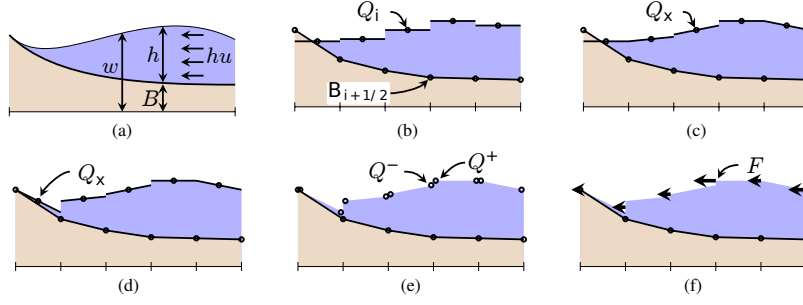 w
h
hu
B
(a)
Q_i
B_{i+1/2}
(b)
Q_x
(c)
Q_x
(d)
Q^-
Q^+
(e)
F
(f)